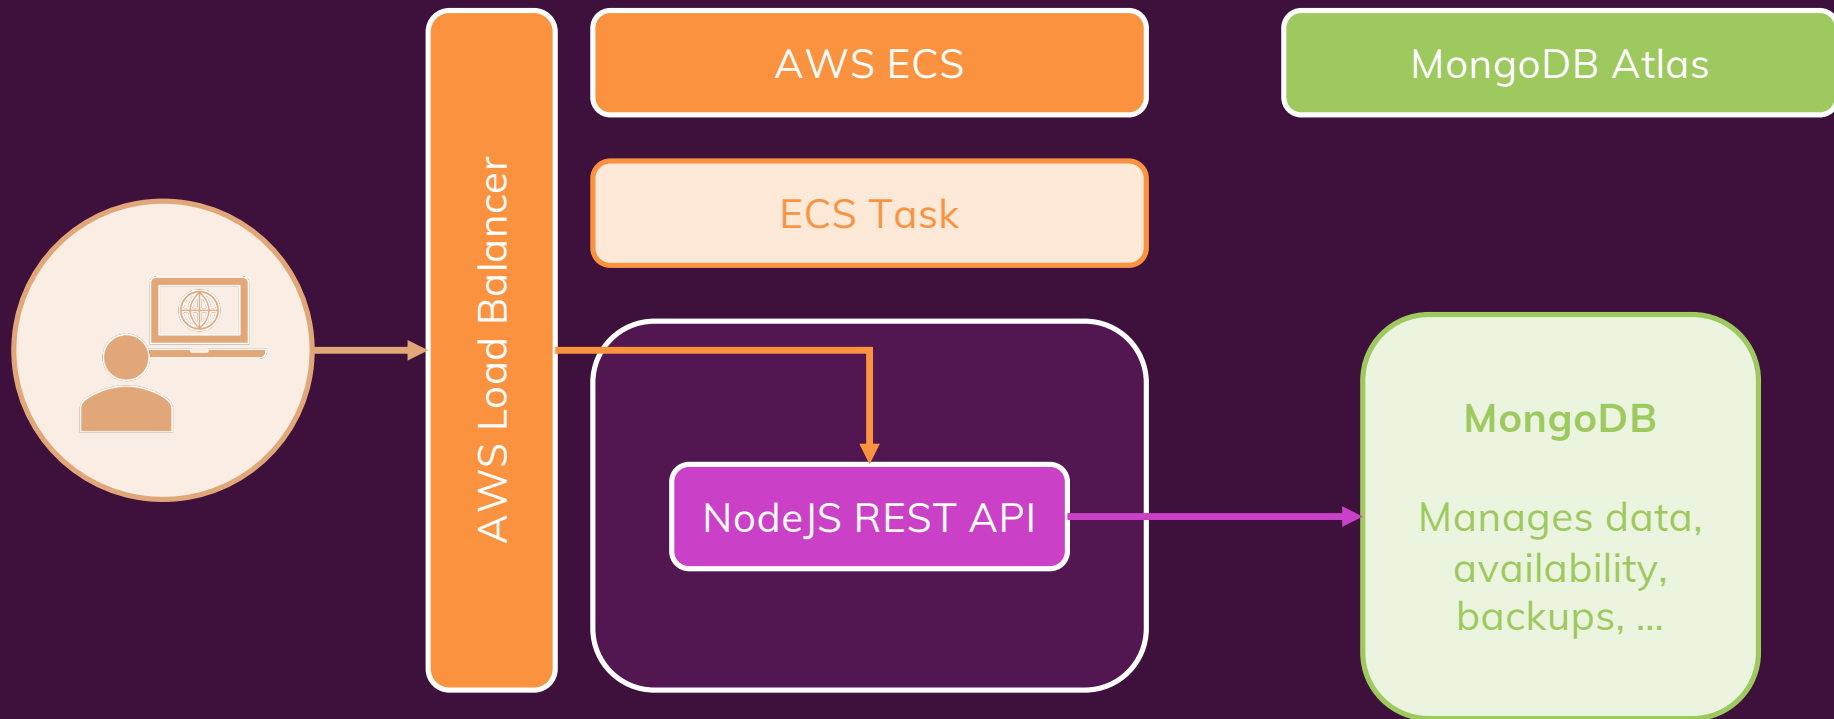 AWS Load Balancer
AWS ECS
MongoDB Atlas
ECS Task
NodeJS REST API
MongoDB
Manages data,
availability,
backups, ...